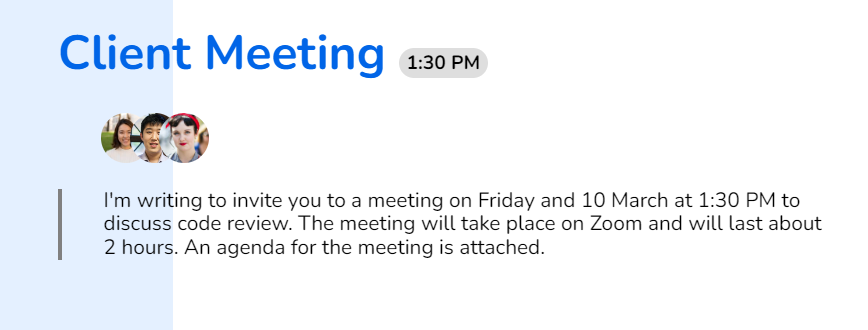 Client Meeting 1:30 PM
I'm writing to invite you to a meeting on Friday and 10 March at 1:30 PM to
discuss code review. The meeting will take place on Zoom and will last about
2 hours. An agenda for the meeting is attached.